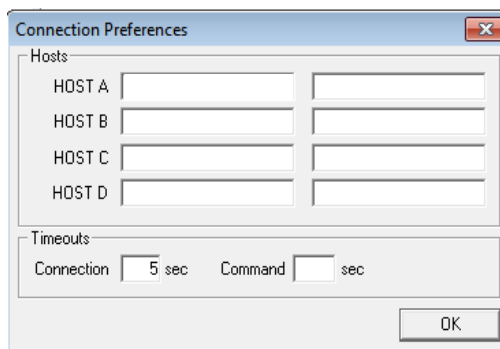 Connection Preferences
Hosts
HOST A
HOST B
HOST C
HOST D
Timeouts
Connection 5 sec Command sec
OK